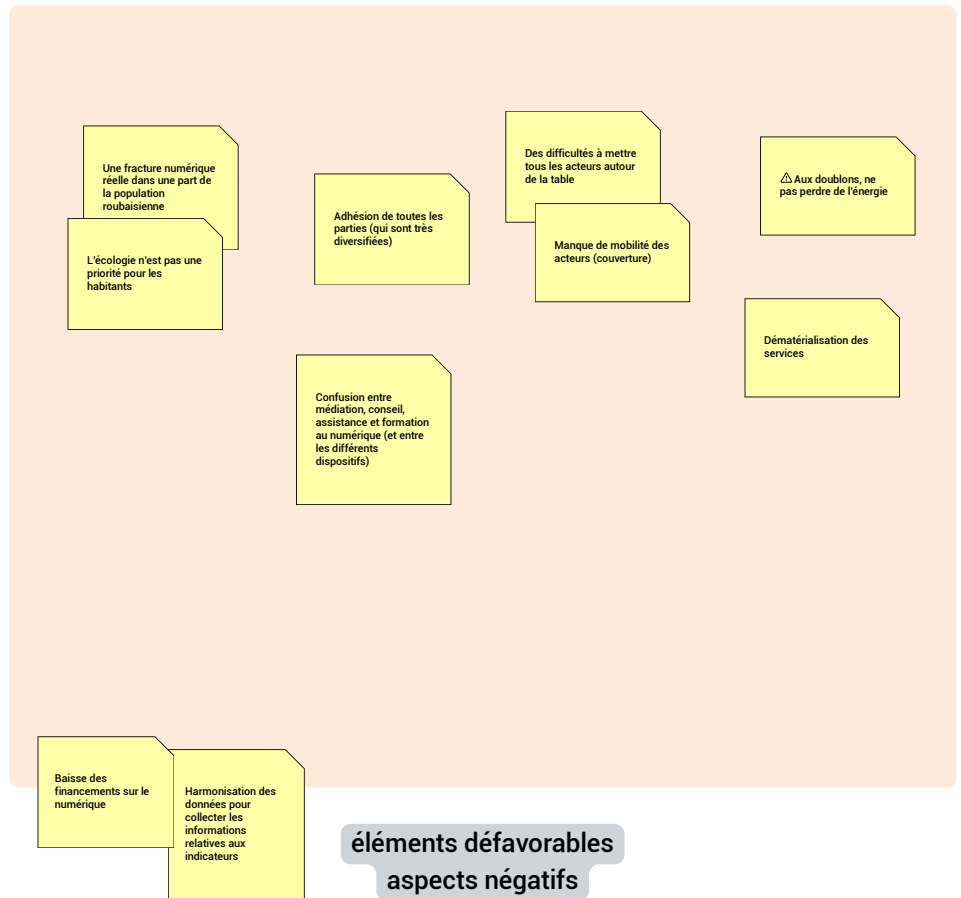 Une fracture numérique
réelle dans une part de
la population
roubaisienne
L'écologie n'est pas une
priorité pour les
habitants
Adhésion de toutes les
parties (qui sont très
diversifiées)
Des difficultés à mettre
tous les acteurs autour
de la table
Manque de mobilité des
acteurs (couverture)
⚠ Aux doublons, ne
pas perdre de l'énergie
Dématérialisation des
services
Confusion entre
médiation, conseil,
assistance et formation
au numérique (et entre
les différents
dispositifs)
Baisse des
financements sur le
numérique
Harmonisation des
données pour
collecter les
informations
relatives aux
indicateurs
éléments défavorables
aspects négatifs